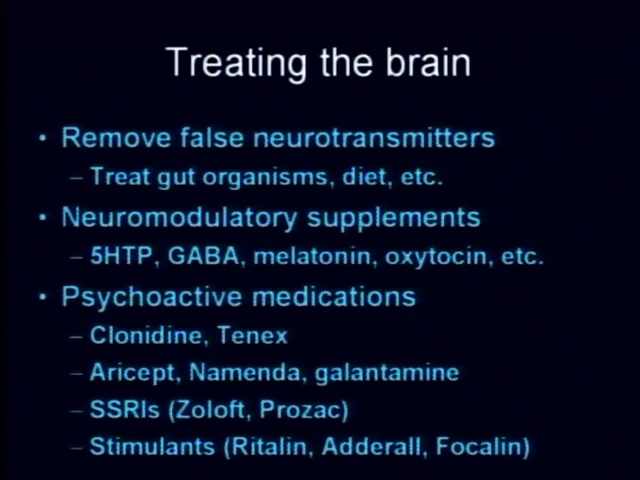 Treating the brain
• Remove false neurotransmitters
– Treat gut organisms, diet, etc.
• Neuromodulatory supplements
– 5HTP, GABA, melatonin, oxytocin, etc.
• Psychoactive medications
– Clonidine, Tenex
– Aricept, Namenda, galantamine
– SSRIs (Zoloft, Prozac)
– Stimulants (Ritalin, Adderall, Focalin)